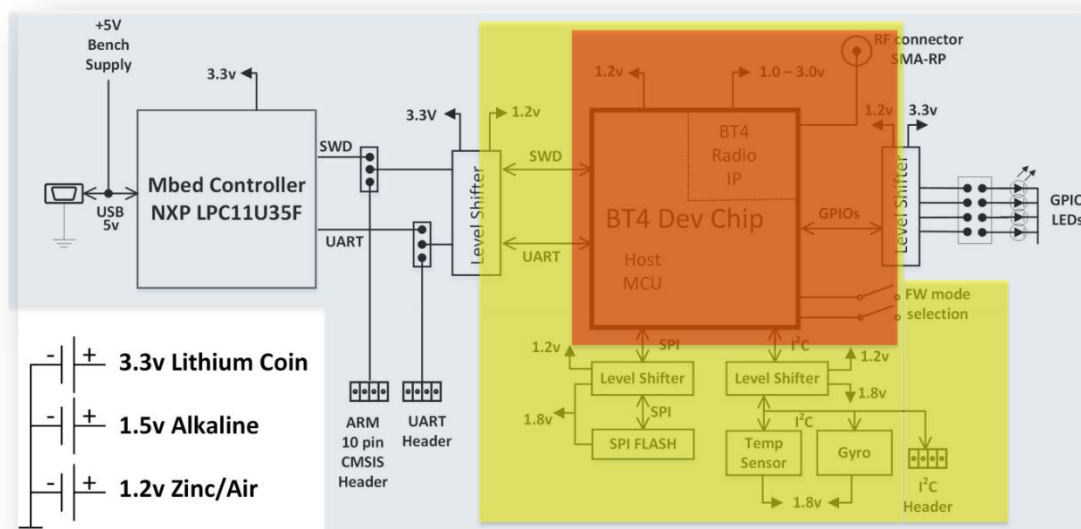 +5V
Bench
Supply
3.3v
Mbed Controller
NXP LPC11U35F
USB
5v
SWD
UART
3.3V
1.2v
Level Shifter
SWD
UART
1.2v
1.0 – 3.0v
BT4
Radio
IP
BT4 Dev Chip
Host
MCU
GPIOs
RF connector
SMA-RP
1.2v
3.3v
Level Shifter
GPIO
LEDs
FW mode
selection
SPI
I²C
1.2v
Level Shifter
1.8v
SPI
SPI FLASH
Level Shifter
1.2v
1.8v
I²C
Temp
Sensor
Gyro
1.8v
I²C
Header
ARM
10 pin
CMSIS
Header
UART
Header
- + 3.3v Lithium Coin
- + 1.5v Alkaline
- + 1.2v Zinc/Air